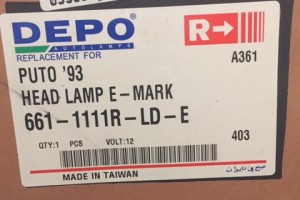 DEPO
AUTOLAMPS
REPLACEMENT FOR
R
PUTO '93
A361
HEAD LAMP E-MARK
661-1111R-LD-E
QTY:1 PCS VOLT:12
403
MADE IN TAIWAN